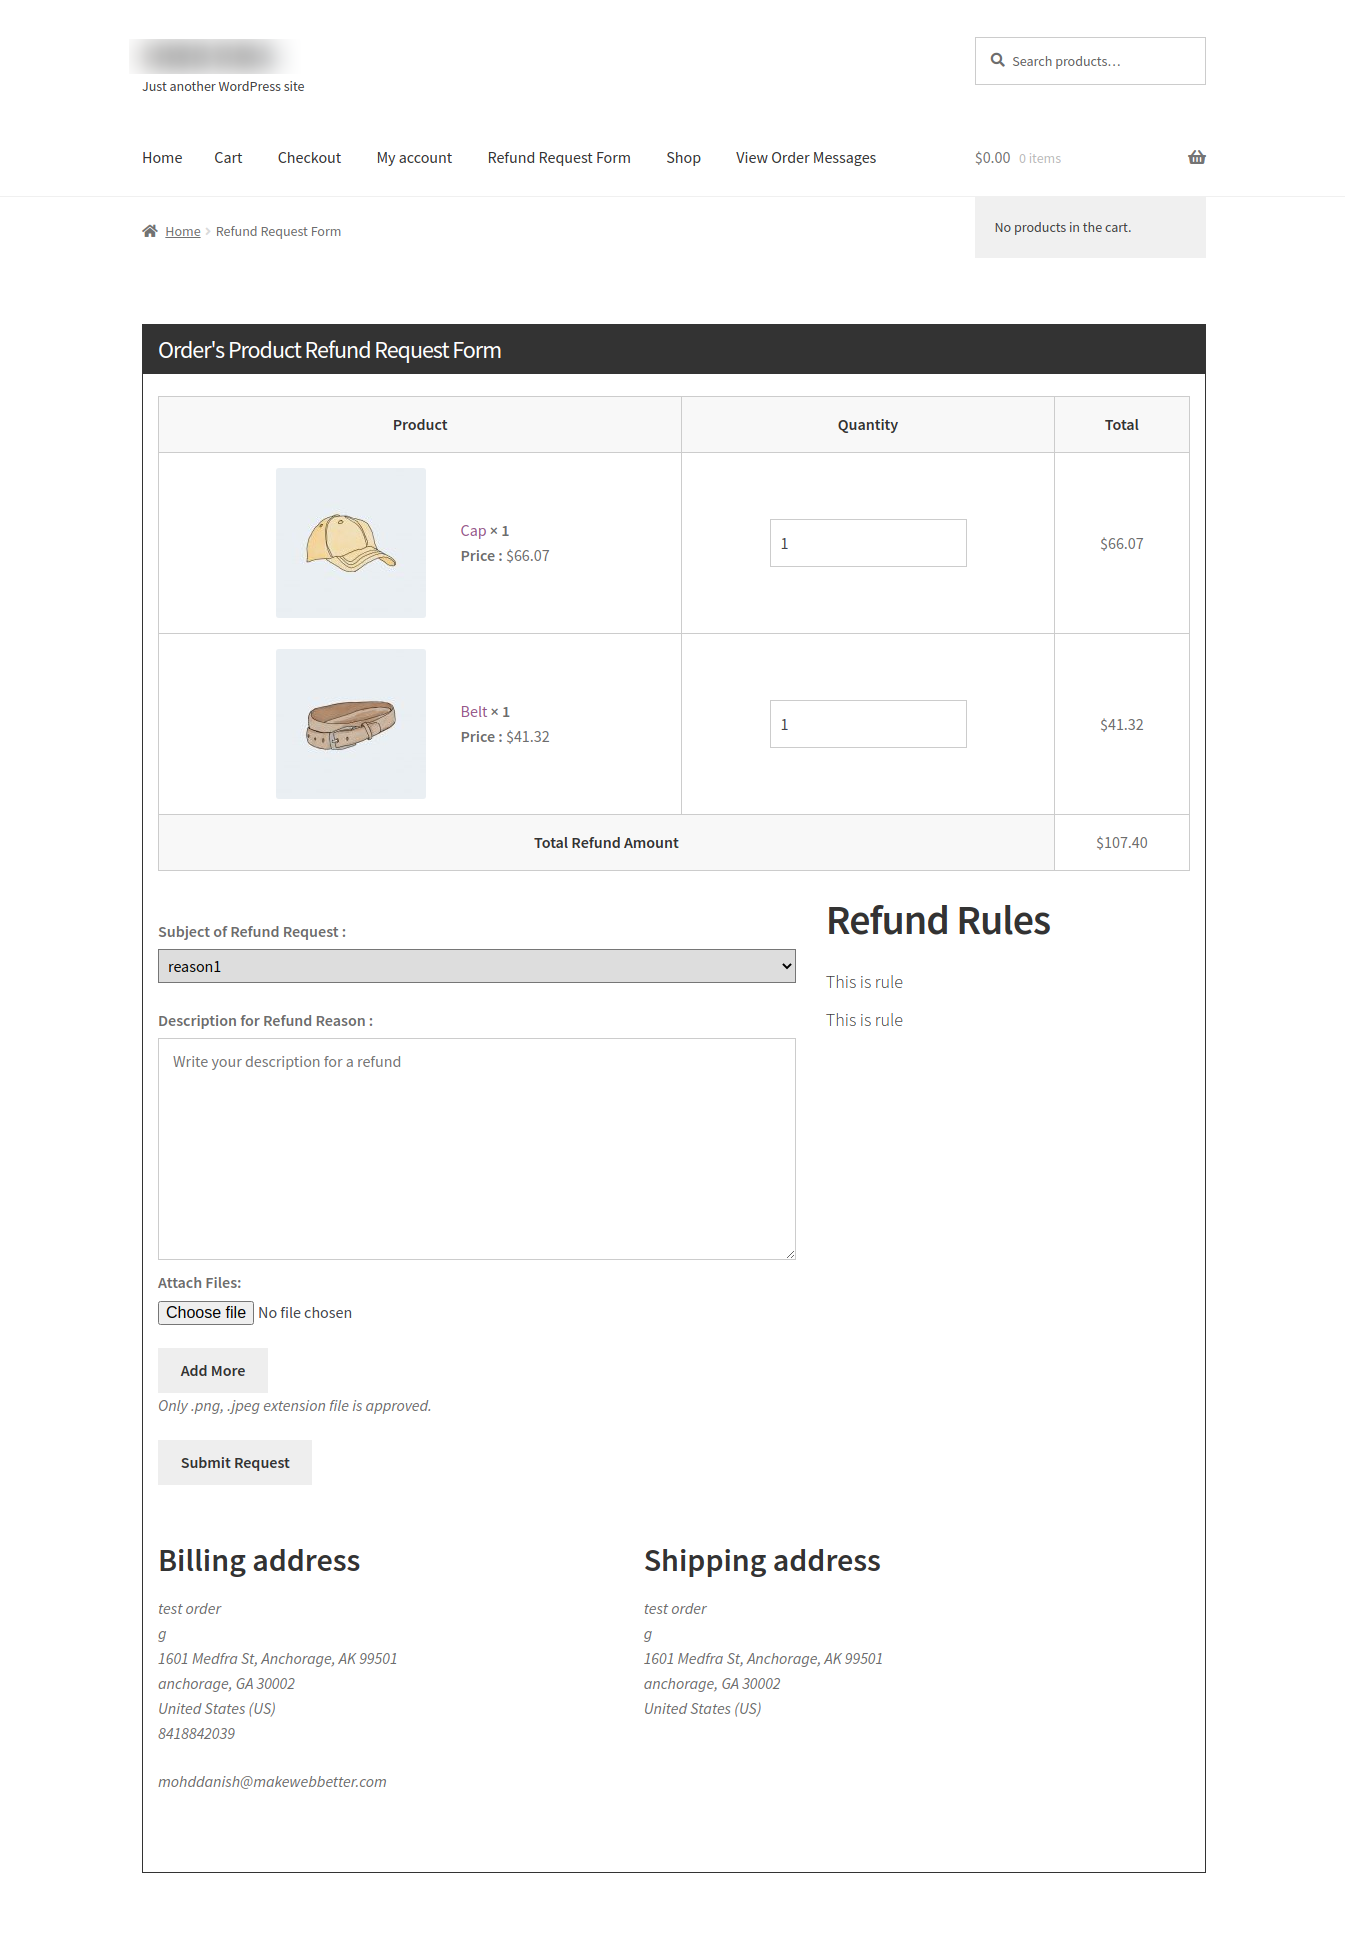 Just another WordPress site
Search products…
Home Cart Checkout My account Refund Request Form Shop View Order Messages
$0.00 0 items
Home Refund Request Form
No products in the cart.
Order's Product Refund Request Form
Product Quantity Total
Cap × 1
Price : $66.07
1
$66.07
Belt × 1
Price : $41.32
1
$41.32
Total Refund Amount $107.40
Subject of Refund Request :
reason1
Description for Refund Reason :
Write your description for a refund
Attach Files:
Choose file No file chosen
Add More
Only .png, .jpeg extension file is approved.
Submit Request
Refund Rules
This is rule
This is rule
Billing address
test order
g
1601 Medfra St, Anchorage, AK 99501
anchorage, GA 30002
United States (US)
8418842039
mohddanish@makewebbetter.com
Shipping address
test order
g
1601 Medfra St, Anchorage, AK 99501
anchorage, GA 30002
United States (US)